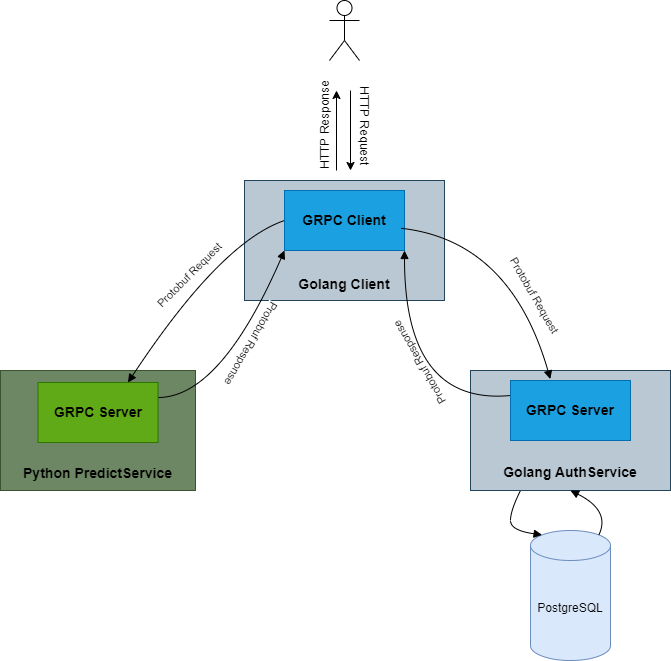 HTTP Response
HTTP Request
GRPC Client
Golang Client
Protobuf Request
Protobuf Response
Protobuf Request
Protobuf Response
GRPC Server
Python PredictService
GRPC Server
Golang AuthService
PostgreSQL